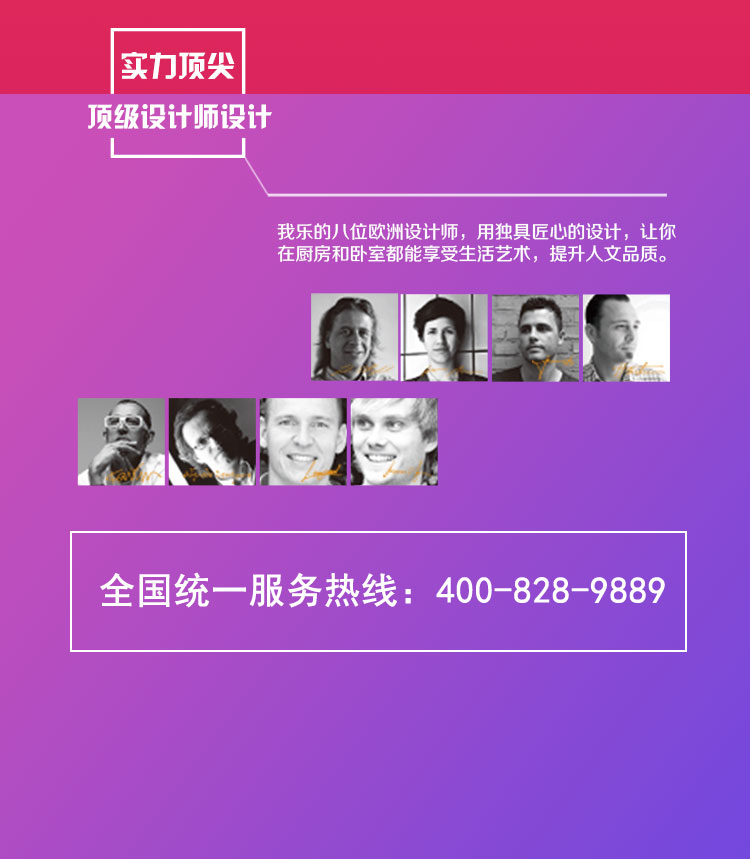 实力顶尖
顶级设计师设计
我乐的八位欧洲设计师，用独具匠心的设计，让你
在厨房和卧室都能享受生活艺术，提升人文品质。
全国统一服务热线：400-828-9889